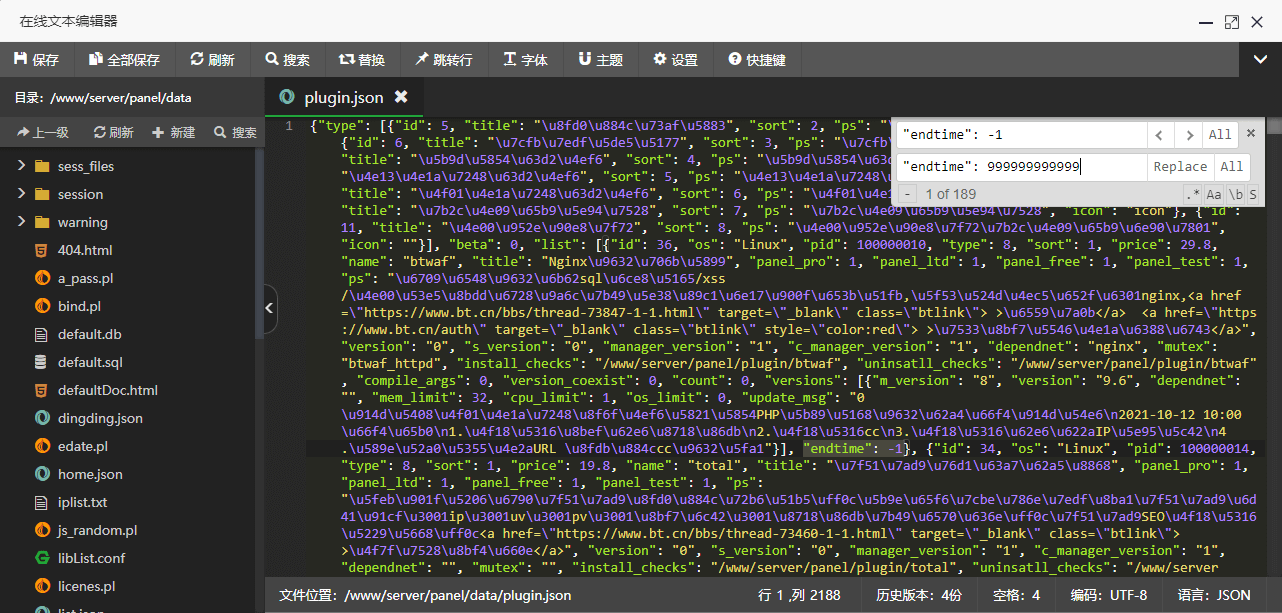 在线文本编辑器
保存 全部保存 刷新 搜索 替换 跳转行 字体 主题 设置 快捷键
目录: /www/server/panel/data
plugin.json
上一级 刷新 新建 搜索
sess_files
session
warning
404.html
a_pass.pl
bind.pl
default.db
default.sql
defaultDoc.html
dingding.json
edate.pl
home.json
iplist.txt
js_random.pl
libList.conf
licenes.pl
list.json
"endtime": -1
All
"endtime": 999999999999
Replace All
- 1 of 189
.* Aa \b S
1 {"type": [{"id": 5, "title": "\u8fd0\u884c\u73af\u5883", "sort": 2, "ps": "\
{"id": 6, "title": "\u7cfb\u7edf\u5de5\u5177", "sort": 3, "ps": "\u7cfb
"title": "\u5b9d\u5854\u63d2\u4ef6", "sort": 4, "ps": "\u5b9d\u5854\u63d
"\u4e13\u4e1a\u7248\u63d2\u4ef6", "sort": 5, "ps": "\u4e13\u4e1a\u7248\u
"title": "\u4f01\u4e1a\u7248\u63d2\u4ef6", "sort": 6, "ps": "\u4f01\u4e1
"title": "\u7b2c\u4e09\u65b9\u5e94\u7528", "sort": 7, "ps": "\u7b2c\u4e09\u65b9\u5e94\u7528", "icon": "icon"}, {"id":
11, "title": "\u4e00\u952e\u90e8\u7f72", "sort": 8, "ps": "\u4e00\u952e\u90e8\u7f72\u7b2c\u4e09\u65b9\u6e90\u7801",
"icon": ""}], "beta": 0, "list": [{"id": 36, "os": "Linux", "pid": 100000010, "type": 8, "sort": 1, "price": 29.8,
"name": "btwaf", "title": "Nginx\u9632\u706b\u5899", "panel_pro": 1, "panel_ltd": 1, "panel_free": 1, "panel_test": 1,
"ps": "\u6709\u6548\u9632\u6b62sql\u6ce8\u5165/xss
/\u4e00\u53e5\u8bdd\u6728\u9a6c\u7b49\u5e38\u89c1\u6e17\u900f\u653b\u51fb,\u5f53\u524d\u4ec5\u652f\u6301nginx,<a href
=\"https://www.bt.cn/bbs/thread-73847-1-1.html\" target=\"_blank\" class=\"btlink\"> >\u6559\u7a0b</a>  <a href=\"https
://www.bt.cn/auth\" target=\"_blank\" class=\"btlink\" style=\"color:red\"> >\u7533\u8bf7\u5546\u4e1a\u6388\u6743</a>",
"version": "0", "s_version": "0", "manager_version": "1", "c_manager_version": "1", "dependnet": "nginx", "mutex":
"btwaf_httpd", "install_checks": "/www/server/panel/plugin/btwaf", "uninsatll_checks": "/www/server/panel/plugin/btwaf"
, "compile_args": 0, "version_coexist": 0, "count": 0, "versions": [{"m_version": "8", "version": "9.6", "dependnet":
"", "mem_limit": 32, "cpu_limit": 1, "os_limit": 0, "update_msg": "0
\u914d\u5408\u4f01\u4e1a\u7248\u8f6f\u4ef6\u5821\u5854PHP\u5b89\u5168\u9632\u62a4\u66f4\u914d\u54e6\n2021-10-12 10:00
\u66f4\u65b0\n1.\u4f18\u5316\u8bef\u62e6\u8718\u86db\n2.\u4f18\u5316cc\n3.\u4f18\u5316\u62e6\u622aIP\u5e95\u5c42\n4
.\u589e\u52a0\u5355\u4e2aURL \u8fdb\u884ccc\u9632\u5fa1"}], "endtime": -1}, {"id": 34, "os": "Linux", "pid": 100000014,
"type": 8, "sort": 1, "price": 19.8, "name": "total", "title": "\u7f51\u7ad9\u76d1\u63a7\u62a5\u8868", "panel_pro": 1,
"panel_ltd": 1, "panel_free": 1, "panel_test": 1, "ps":
"\u5feb\u901f\u5206\u6790\u7f51\u7ad9\u8fd0\u884c\u72b6\u51b5\uff0c\u5b9e\u65f6\u7cbe\u786e\u7edf\u8ba1\u7f51\u7ad9\u6d
41\u91cf\u3001ip\u3001uv\u3001pv\u3001\u8bf7\u6c42\u3001\u8718\u86db\u7b49\u6570\u636e\uff0c\u7f51\u7ad9SEO\u4f18\u5316
\u5229\u5668\uff0c<a href=\"https://www.bt.cn/bbs/thread-73460-1-1.html\" target=\"_blank\" class=\"btlink\">
>\u4f7f\u7528\u8bf4\u660e</a>", "version": "0", "s_version": "0", "manager_version": "1", "c_manager_version": "1",
"dependnet": "", "mutex": "", "install_checks": "/www/server/panel/plugin/total", "uninsatll_checks": "/www/server
文件位置: /www/server/panel/data/plugin.json 行 1 ,列 2188 历史版本: 4份 空格: 4 编码: UTF-8 语言: JSON